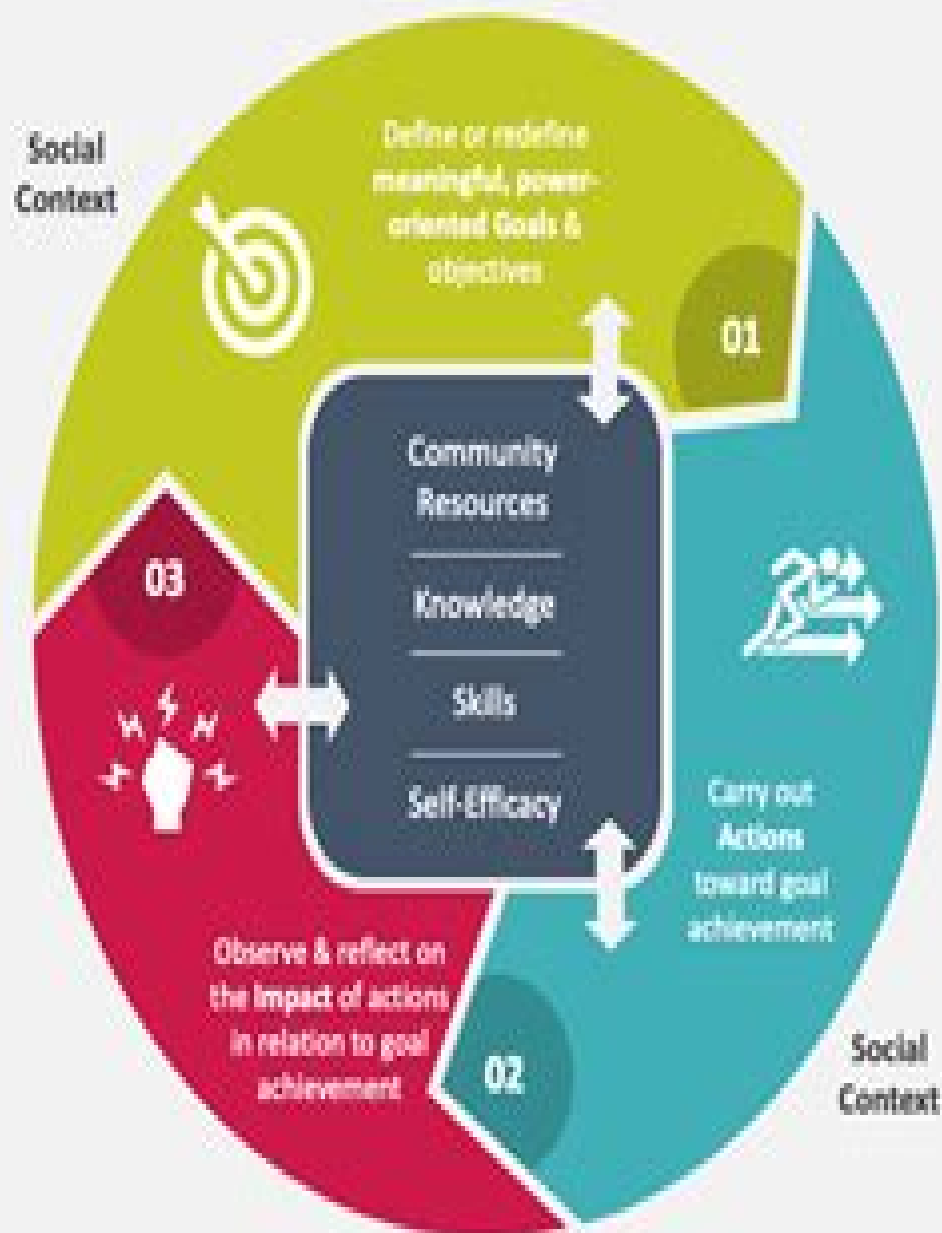 Social
Context
Define or redefine
meaningful, power-
oriented Goals &
objectives
01
Community
Resources
Knowledge
Skills
Self-Efficacy
03
Carry out
Actions
toward goal
achievement
Observe & reflect on
the Impact of actions
in relation to goal
achievement
02
Social
Context